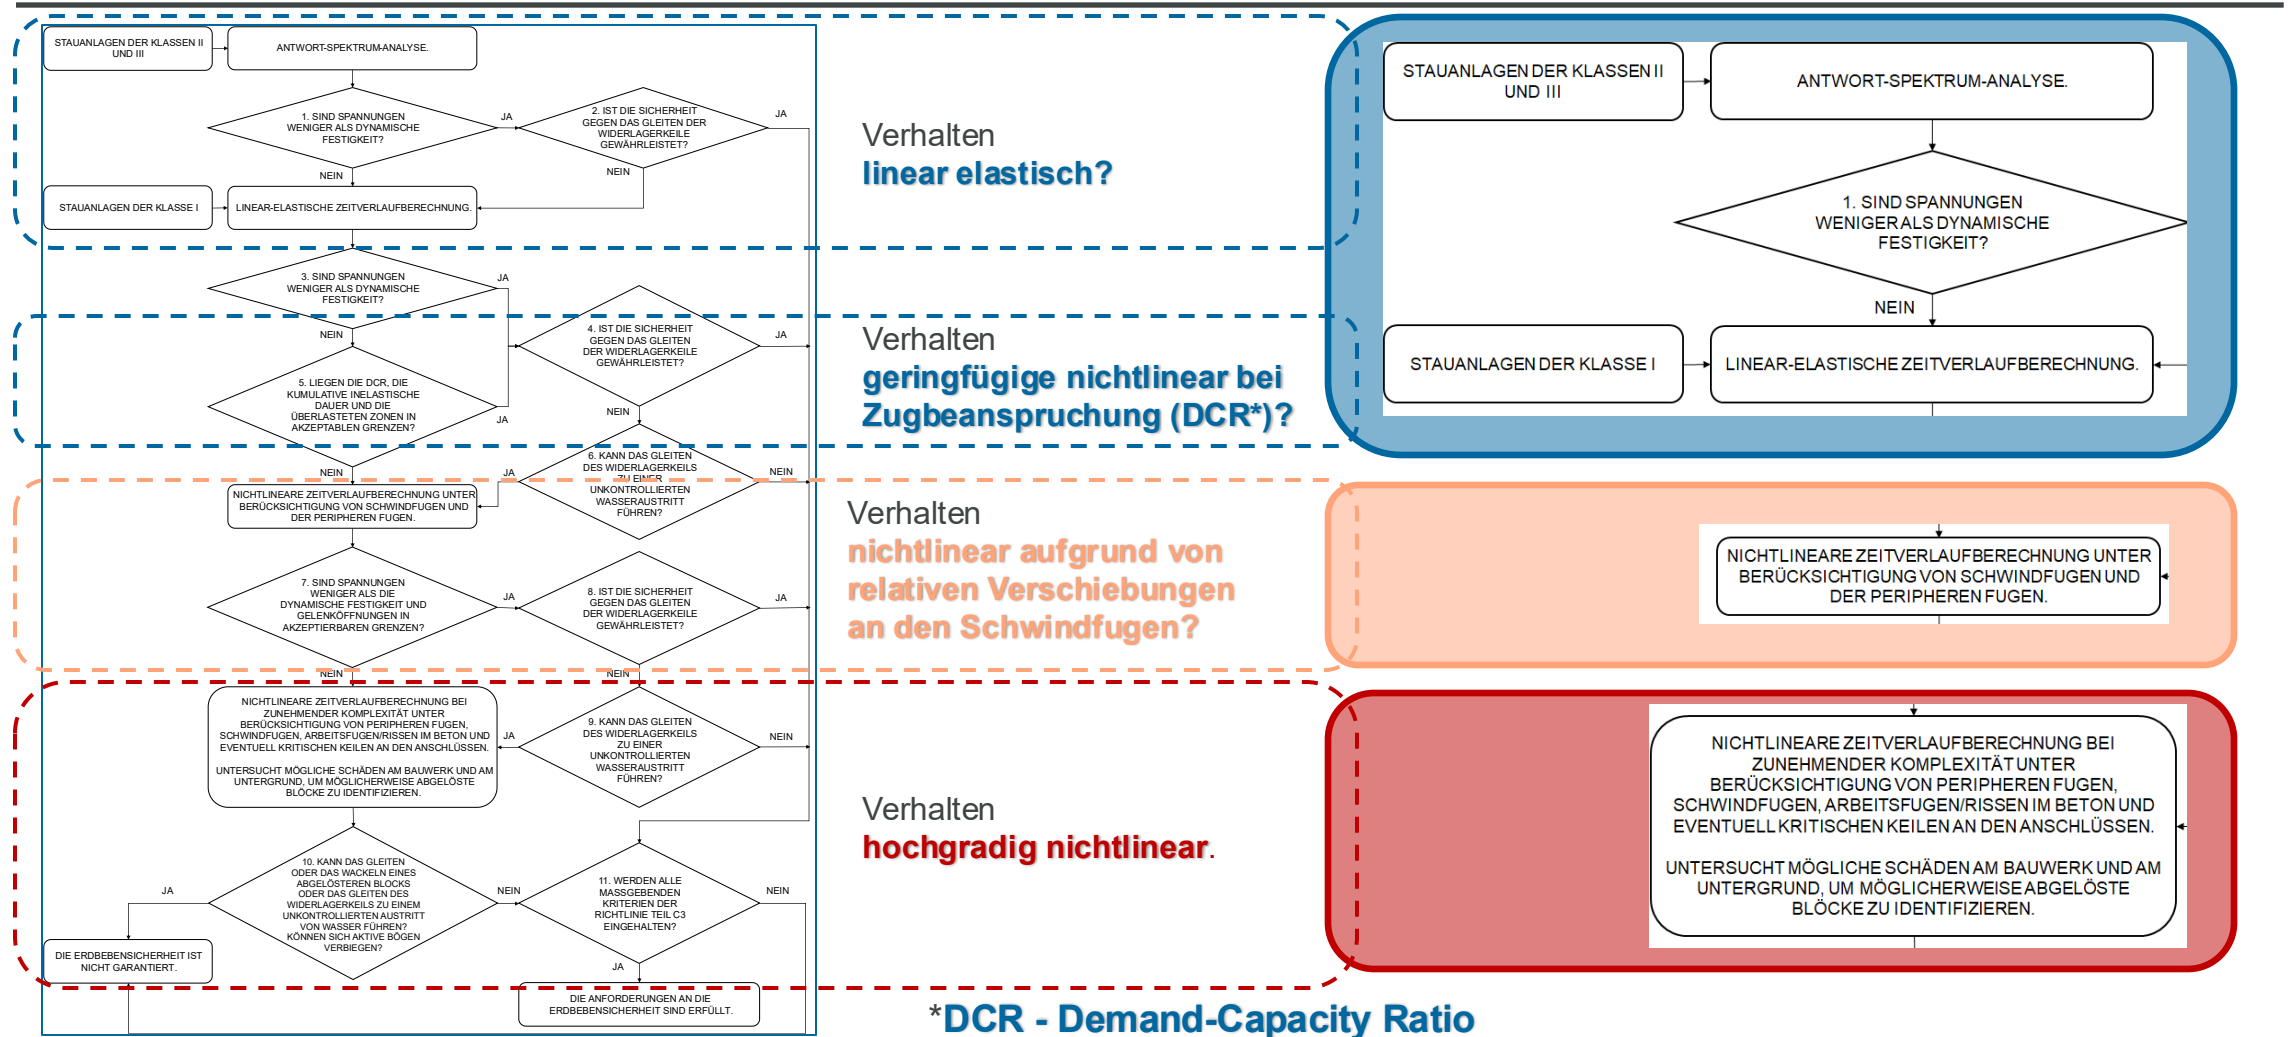 STAUANLAGEN DER KLASSEN II
UND III
ANTWORT-SPEKTRUM-ANALYSE.
1. SIND SPANNUNGEN
WENIGER ALS DYNAMISCHE
FESTIGKEIT?
JA
2. IST DIE SICHERHEIT
GEGEN DAS GLEITEN DER
WIDERLAGERKEILE
GEWÄHRLEISTET?
JA
NEIN
NEIN
STAUANLAGEN DER KLASSE I
LINEAR-ELASTISCHE ZEITVERLAUFBERECHNUNG.
3. SIND SPANNUNGEN
WENIGER ALS DYNAMISCHE
FESTIGKEIT?
JA
NEIN
4. IST DIE SICHERHEIT
GEGEN DAS GLEITEN
DER WIDERLAGERKEILE
GEWÄHRLEISTET?
JA
5. LIEGEN DIE DCR, DIE
KUMULATIVE INELASTISCHE
DAUER UND DIE
ÜBERLASTETEN ZONEN IN
AKZEPTABLEN GRENZEN?
JA
NEIN
NEIN
6. KANN DAS GLEITEN
DES WIDERLAGERKEILS
ZU EINER
UNKONTROLLIERTEN
WASSERAUSTRITT
FÜHREN?
JA
NEIN
NICHTLINEARE ZEITVERLAUFBERECHNUNG UNTER
BERÜCKSICHTIGUNG VON SCHWINDFUGEN UND
DER PERIPHEREN FUGEN.
7. SIND SPANNUNGEN
WENIGER ALS DIE
DYNAMISCHE FESTIGKEIT UND
GELENKÖFFNUNGEN IN
AKZEPTIERBAREN GRENZEN?
JA
8. IST DIE SICHERHEIT
GEGEN DAS GLEITEN
DER WIDERLAGERKEILE
GEWÄHRLEISTET?
JA
NEIN
NEIN
NICHTLINEARE ZEITVERLAUFBERECHNUNG BEI
ZUNEHMENDER KOMPLEXITÄT UNTER
BERÜCKSICHTIGUNG VON PERIPHEREN FUGEN,
SCHWINDFUGEN, ARBEITSFUGEN/RISSEN IM BETON UND
EVENTUELL KRITISCHEN KEILEN AN DEN ANSCHLÜSSEN.
UNTERSUCHT MÖGLICHE SCHÄDEN AM BAUWERK UND AM
UNTERGRUND, UM MÖGLICHERWEISE ABGELÖSTE
BLÖCKE ZU IDENTIFIZIEREN.
JA
9. KANN DAS GLEITEN
DES WIDERLAGERKEILS
ZU EINER
UNKONTROLLIERTEN
WASSERAUSTRITT
FÜHREN?
NEIN
10. KANN DAS GLEITEN
ODER DAS WACKELN EINES
ABGELÖSTEREN BLOCKS
ODER DAS GLEITEN DES
WIDERLAGERKEILS ZU EINEM
UNKONTROLLIERTEN AUSTRITT
VON WASSER FÜHREN?
KÖNNEN SICH AKTIVE BÖGEN
VERBIEGEN?
JA
NEIN
11. WERDEN ALLE
MASSGEBENDEN
KRITERIEN DER
RICHTLINIE TEIL C3
EINGEHALTEN?
NEIN
JA
DIE ERDBEBENSICHERHEIT IST
NICHT GARANTIERT.
DIE ANFORDERUNGEN AN DIE
ERDBEBENSICHERHEIT SIND ERFÜLLT.
Verhalten
linear elastisch?
Verhalten
geringfügige nichtlinear bei
Zugbeanspruchung (DCR*)?
Verhalten
nichtlinear aufgrund von
relativen Verschiebungen
an den Schwindfugen?
Verhalten
hochgradig nichtlinear.
*DCR - Demand-Capacity Ratio
STAUANLAGEN DER KLASSEN II
UND III
ANTWORT-SPEKTRUM-ANALYSE.
1. SIND SPANNUNGEN
WENIGER ALS DYNAMISCHE
FESTIGKEIT?
NEIN
STAUANLAGEN DER KLASSE I
LINEAR-ELASTISCHE ZEITVERLAUFBERECHNUNG.
NICHTLINEARE ZEITVERLAUFBERECHNUNG UNTER
BERÜCKSICHTIGUNG VON SCHWINDFUGEN UND
DER PERIPHEREN FUGEN.
NICHTLINEARE ZEITVERLAUFBERECHNUNG BEI
ZUNEHMENDER KOMPLEXITÄT UNTER
BERÜCKSICHTIGUNG VON PERIPHEREN FUGEN,
SCHWINDFUGEN, ARBEITSFUGEN/RISSEN IM BETON UND
EVENTUELL KRITISCHEN KEILEN AN DEN ANSCHLÜSSEN.
UNTERSUCHT MÖGLICHE SCHÄDEN AM BAUWERK UND AM
UNTERGRUND, UM MÖGLICHERWEISE ABGELÖSTE
BLÖCKE ZU IDENTIFIZIEREN.